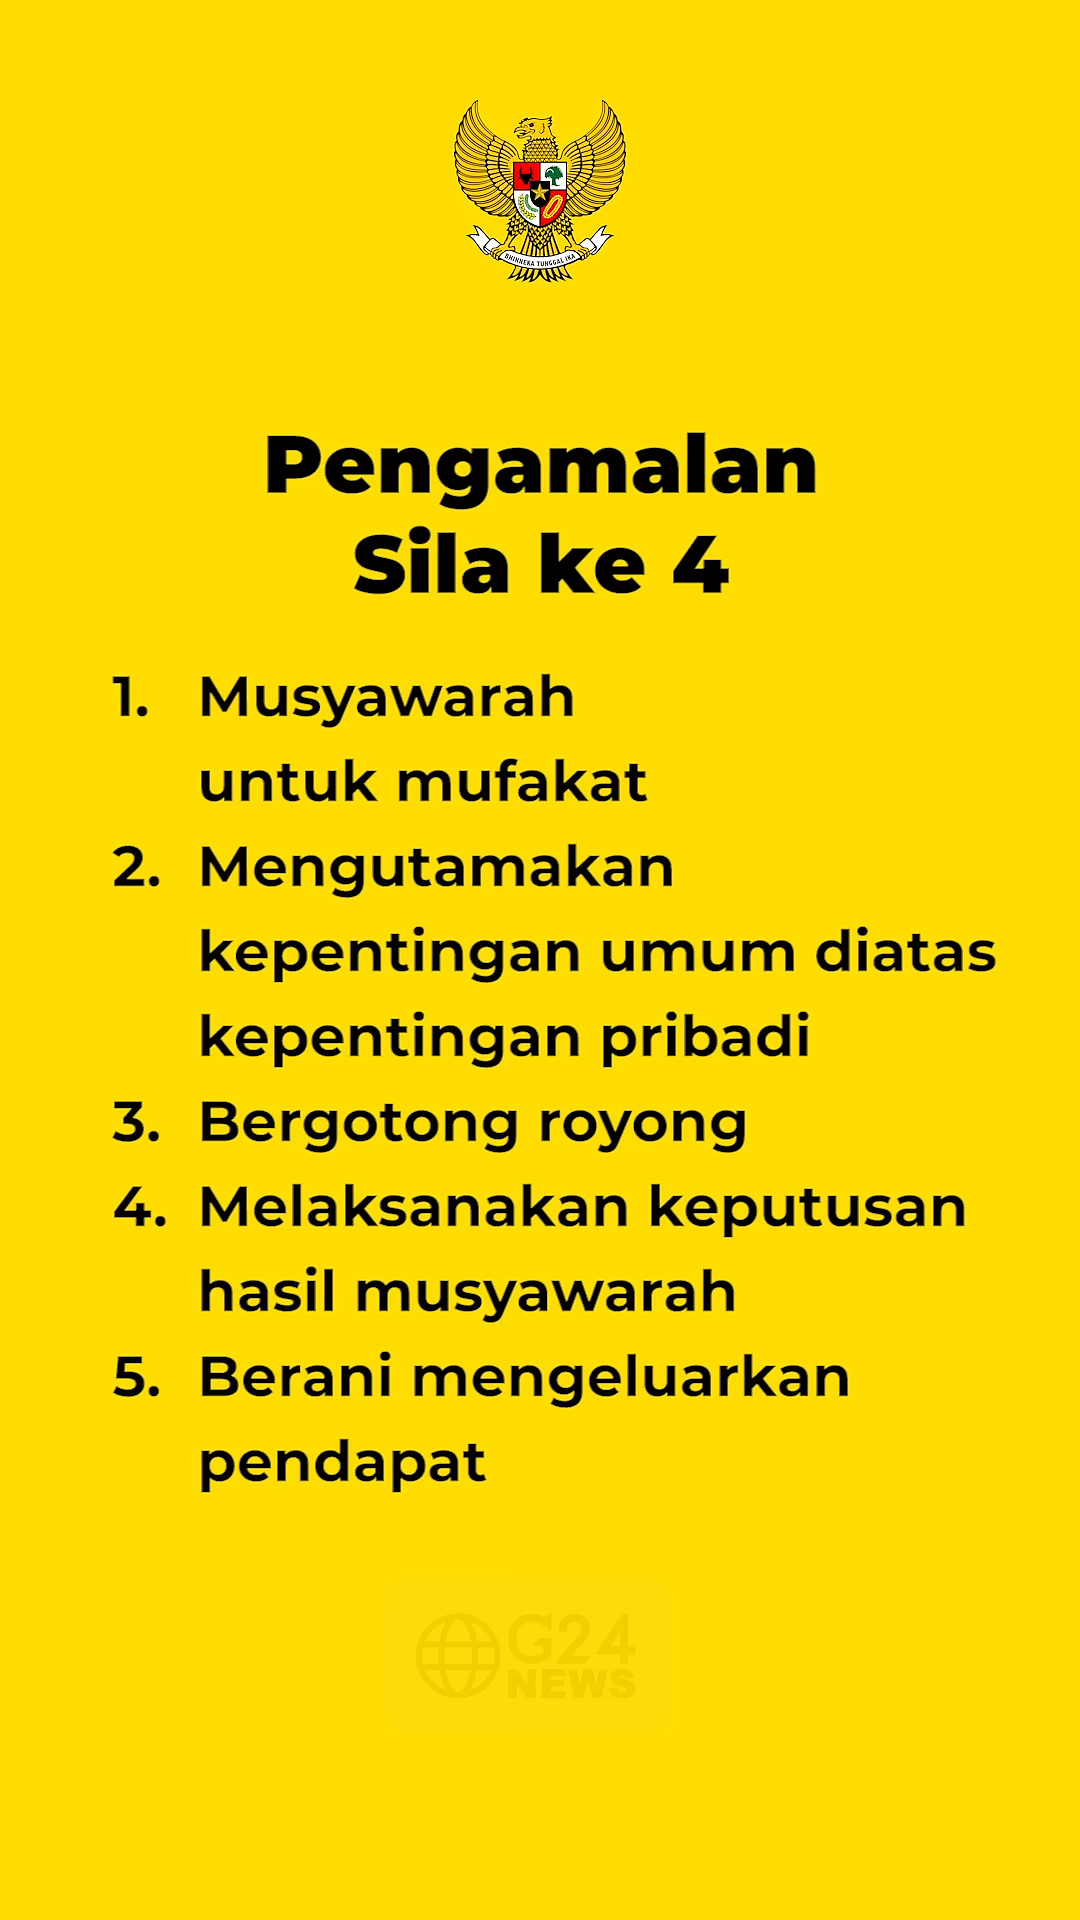 BHINNEKA TUNGGAL IKA
Pengamalan
Sila ke 4
1. Musyawarah
untuk mufakat
2. Mengutamakan
kepentingan umum diatas
kepentingan pribadi
3. Bergotong royong
4. Melaksanakan keputusan
hasil musyawarah
5. Berani mengeluarkan
pendapat
G24
NEWS